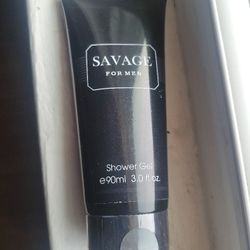 SAVAGE
FOR MEN
Shower Gel
e90ml 3.0 fl. oz.